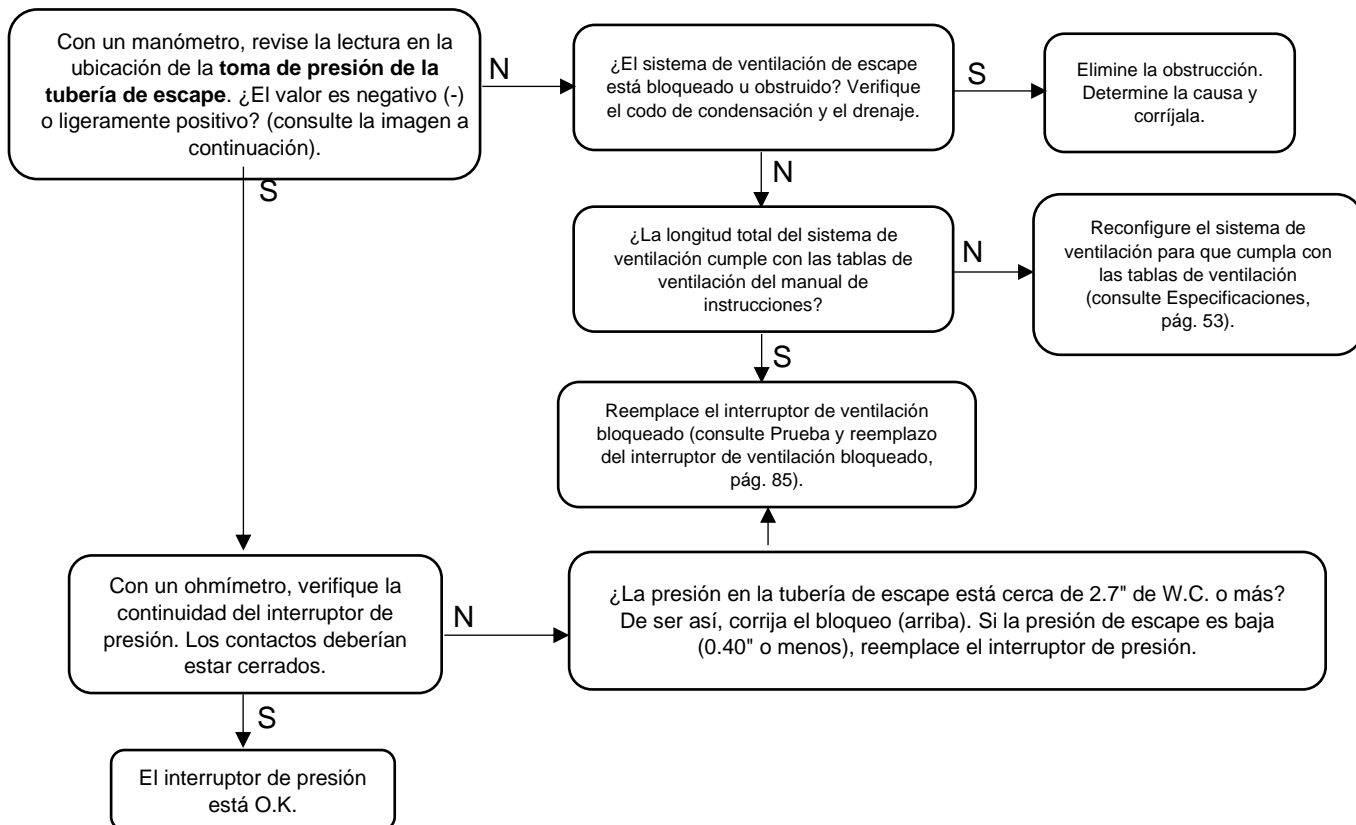 Con un manómetro, revise la lectura en la
ubicación de la toma de presión de la
tubería de escape. ¿El valor es negativo (-)
o ligeramente positivo? (consulte la imagen a
continuación).
N
¿El sistema de ventilación de escape
está bloqueado u obstruido? Verifique
el codo de condensación y el drenaje.
S
Elimine la obstrucción.
Determine la causa y
corríjala.
S
N
¿La longitud total del sistema de
ventilación cumple con las tablas de
ventilación del manual de
instrucciones?
N
Reconfigure el sistema de
ventilación para que cumpla con
las tablas de ventilación
(consulte Especificaciones,
pág. 53).
S
Reemplace el interruptor de ventilación
bloqueado (consulte Prueba y reemplazo
del interruptor de ventilación bloqueado,
pág. 85).
Con un ohmímetro, verifique la
continuidad del interruptor de
presión. Los contactos deberían
estar cerrados.
N
¿La presión en la tubería de escape está cerca de 2.7" de W.C. o más?
De ser así, corrija el bloqueo (arriba). Si la presión de escape es baja
(0.40" o menos), reemplace el interruptor de presión.
S
El interruptor de presión
está O.K.